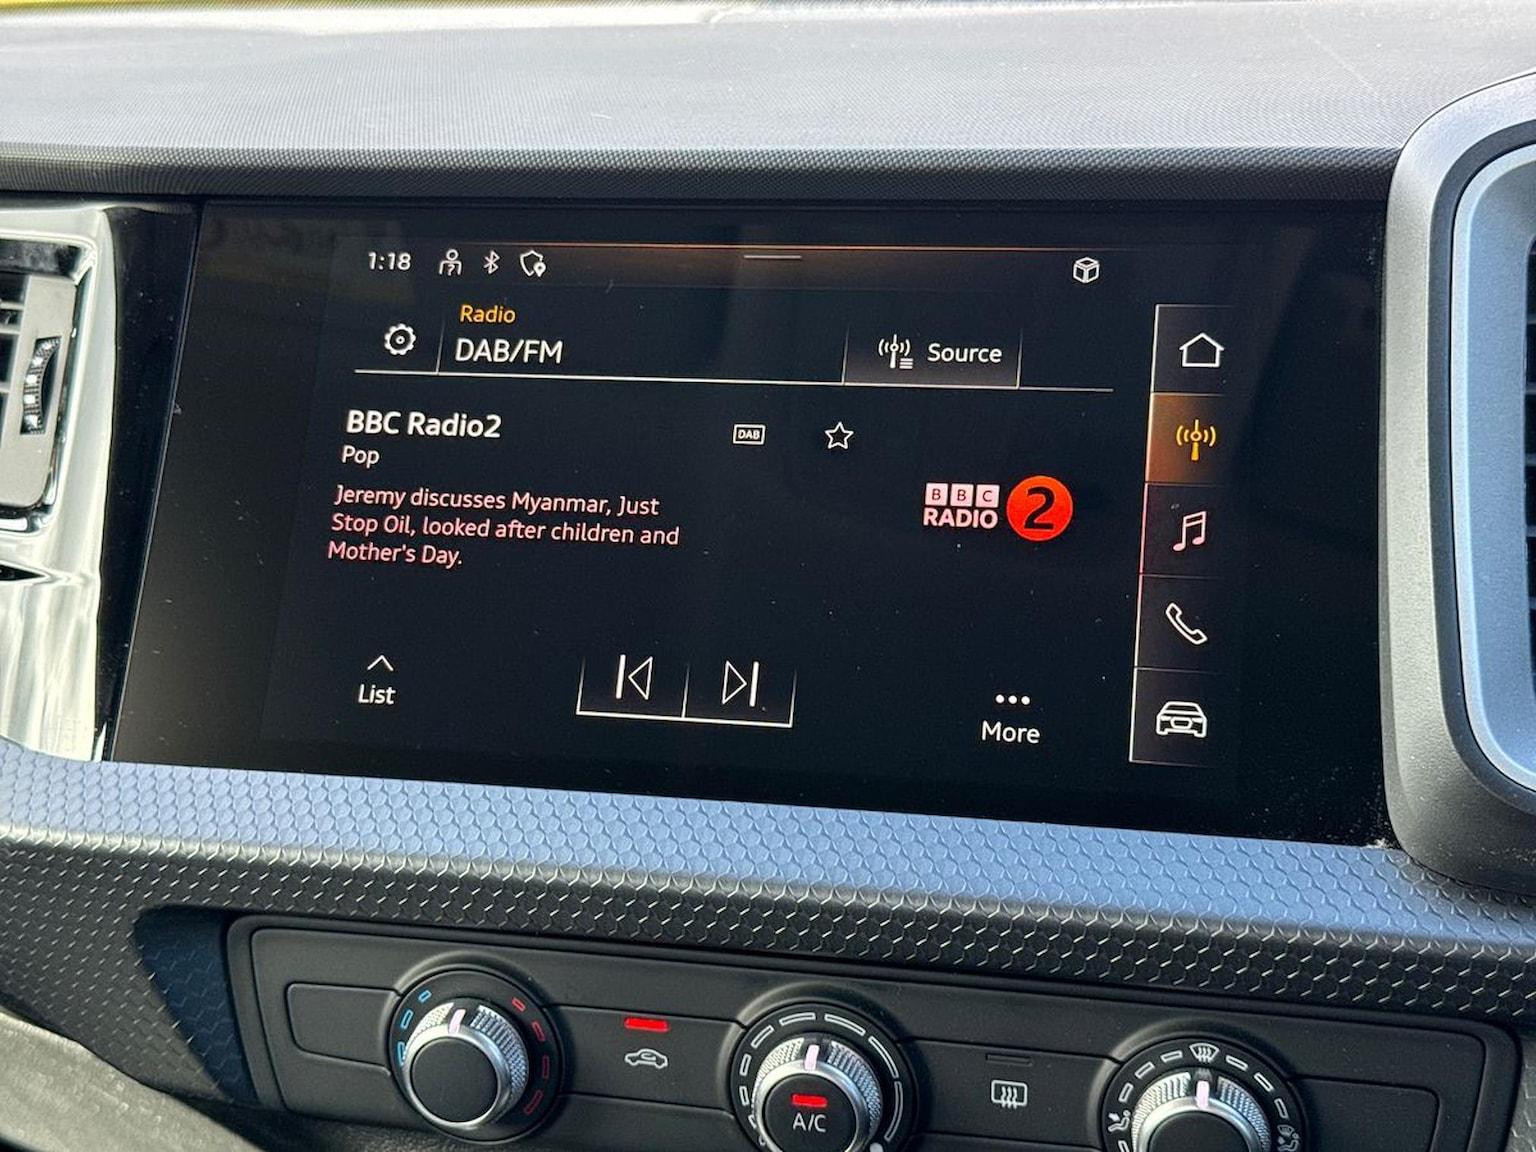 1:18
Radio
DAB/FM
Source
BBC Radio2
DAB
Pop
Jeremy discusses Myanmar, Just
Stop Oil, looked after children and
Mother's Day.
BBC
RADIO 2
List
More
A/C